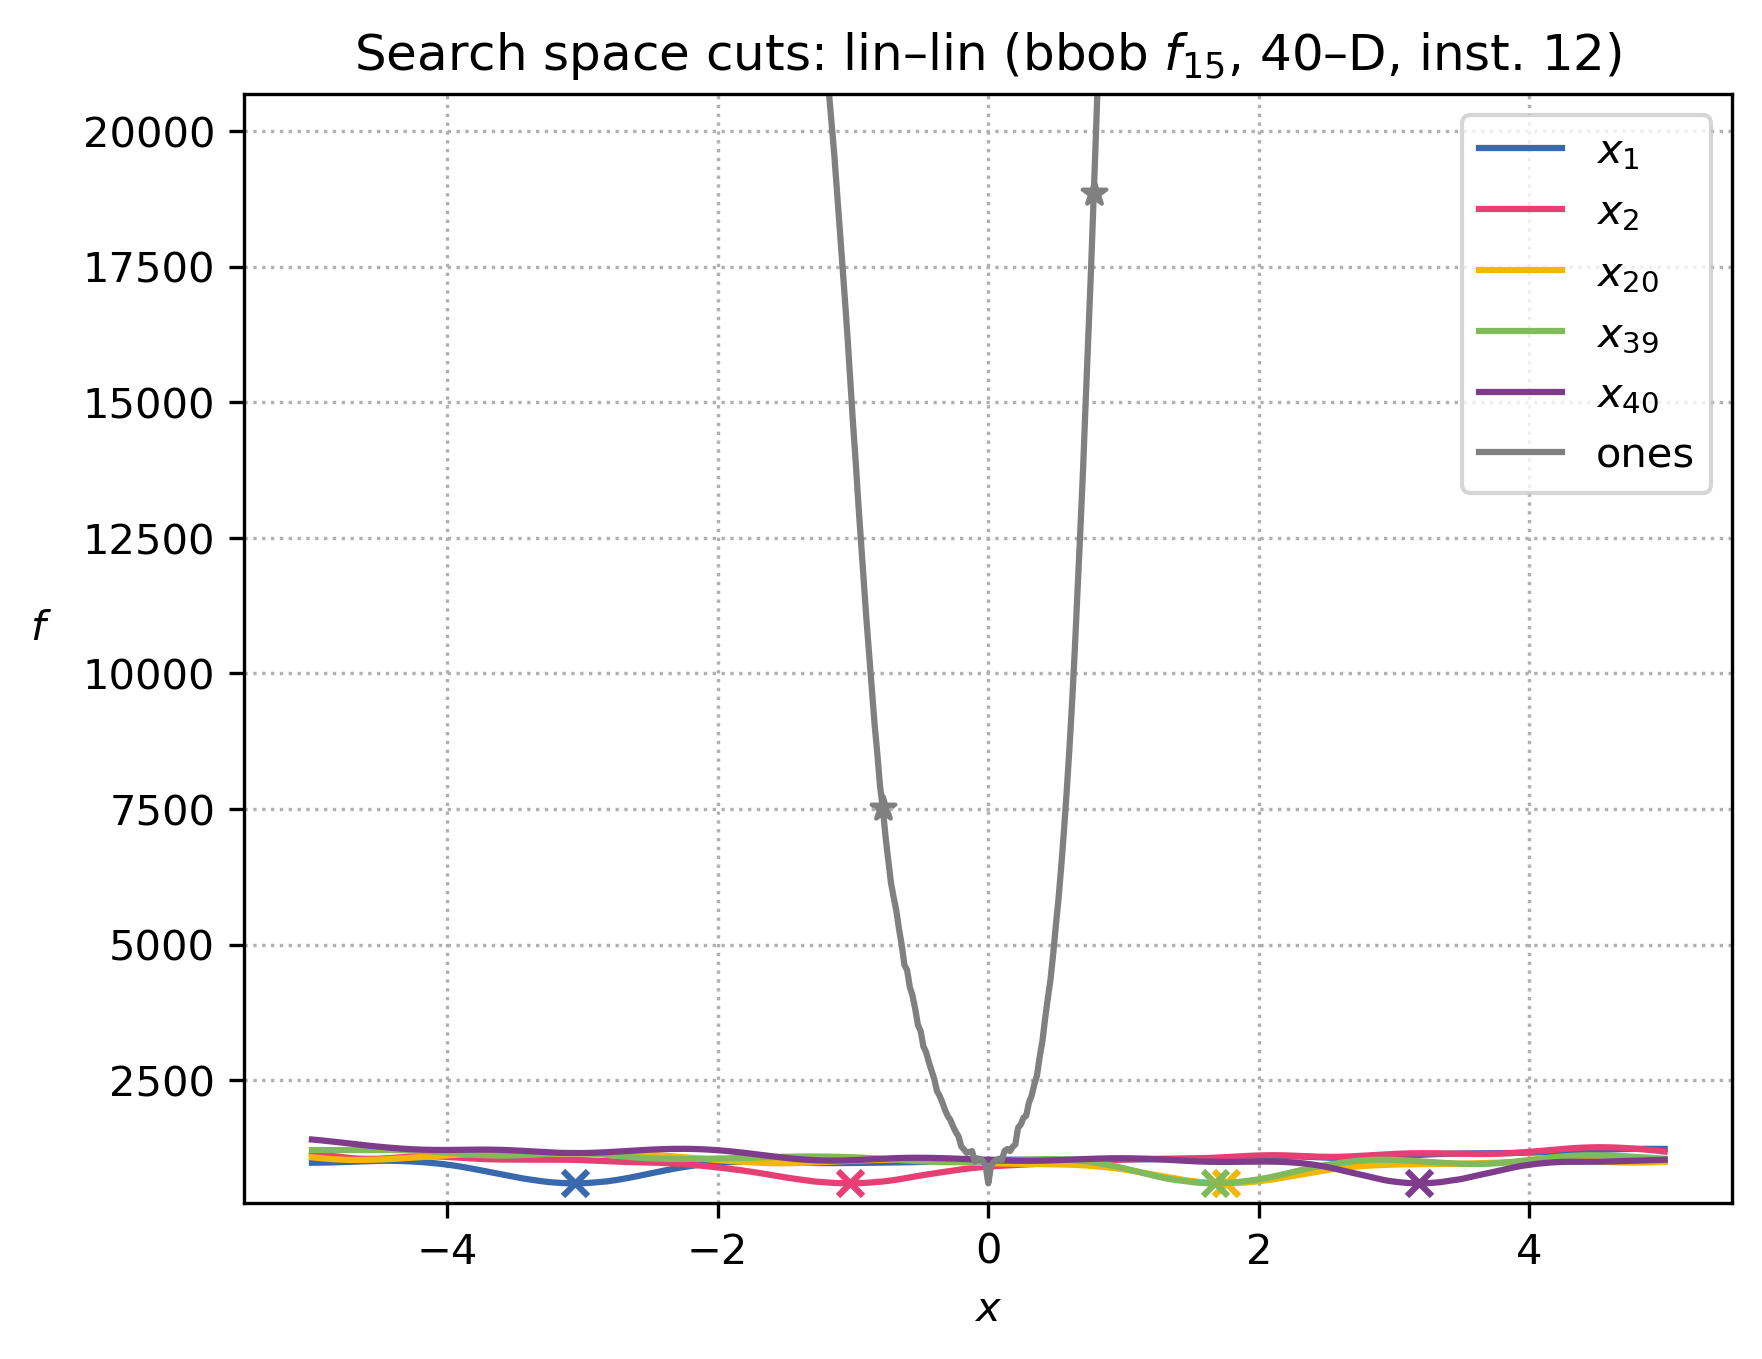 Search space cuts: lin–lin (bbob f15, 40–D, inst. 12)
20000
17500
15000
12500
10000
7500
5000
2500
f
x1
x2
x20
x39
x40
ones
−4 −2 0 2 4
x